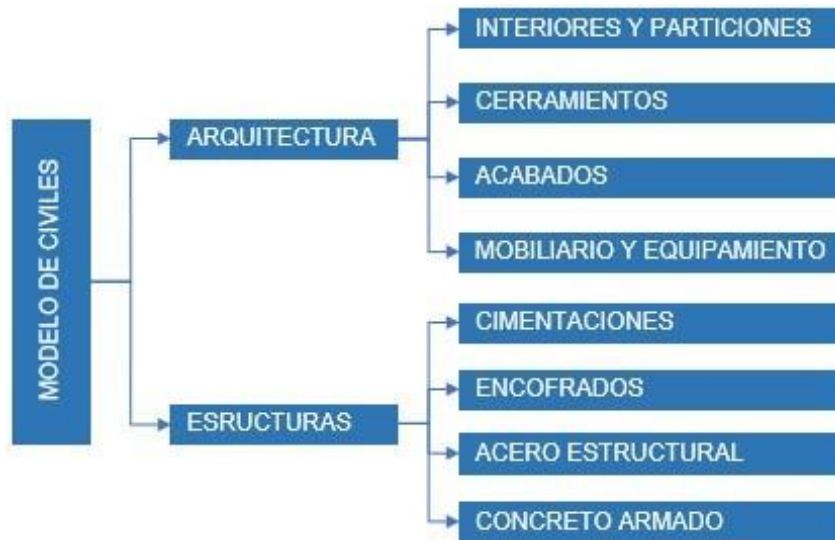 MODELO DE CIVILES
ARQUITECTURA
INTERIORES Y PARTICIONES
CERRAMIENTOS
ACABADOS
MOBILIARIO Y EQUIPAMIENTO
ESRUCTURAS
CIMENTACIONES
ENCOFRADOS
ACERO ESTRUCTURAL
CONCRETO ARMADO